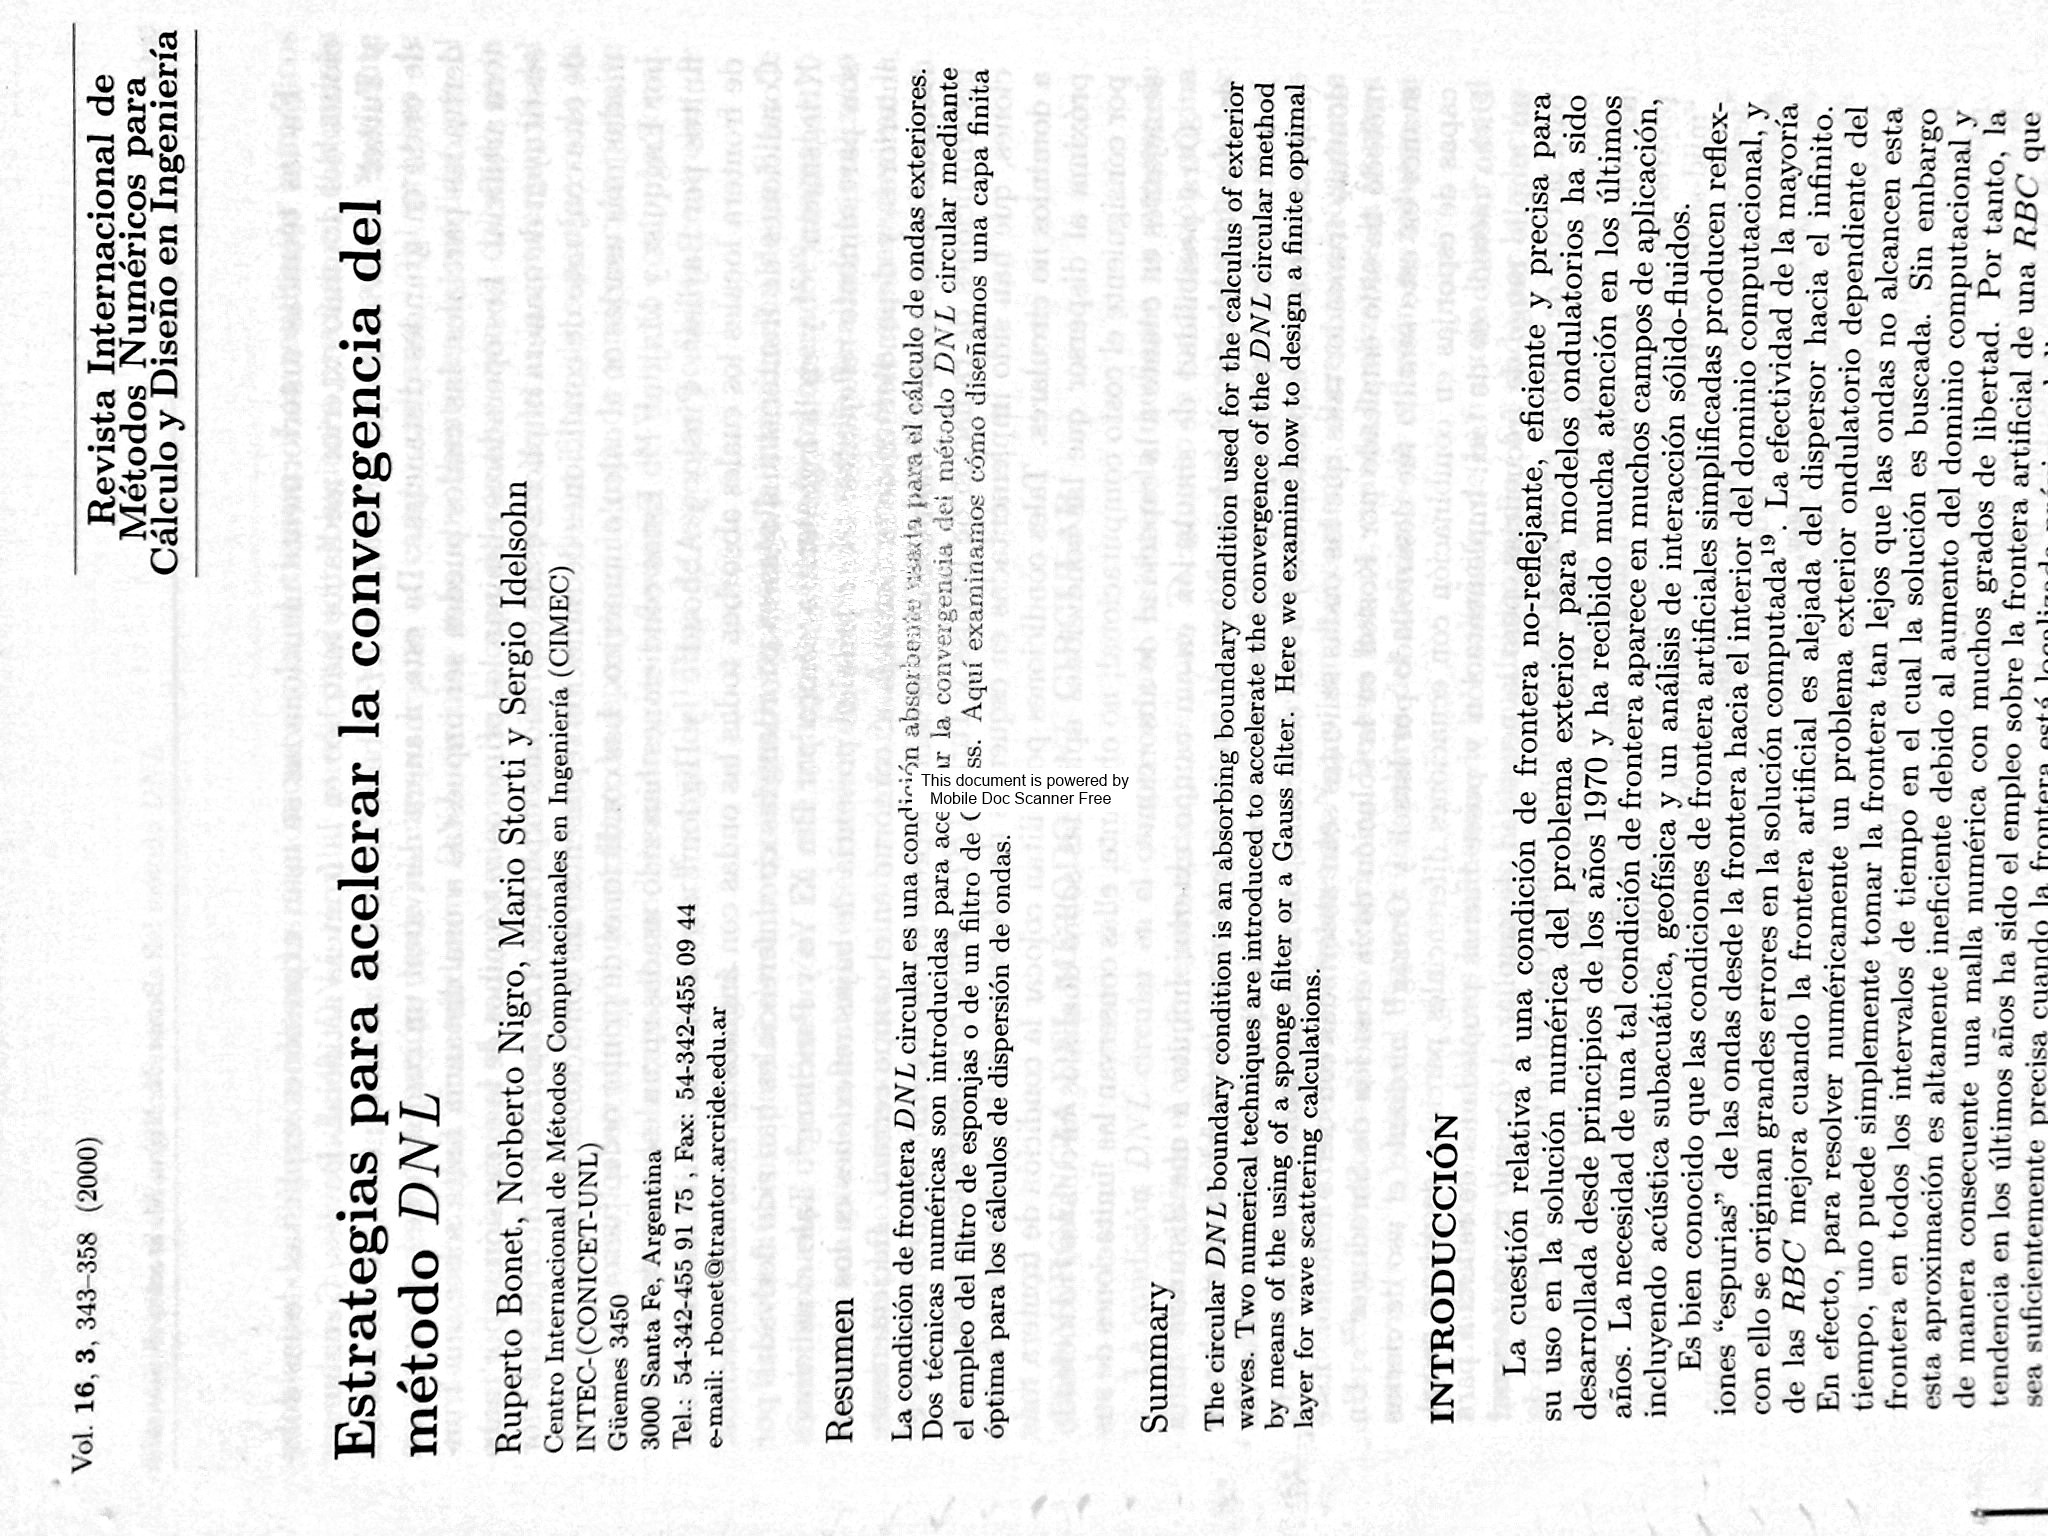 Vol. 16, 3, 343–358 (2000)
Revista Internacional de
Métodos Numéricos para
Cálculo y Diseño en Ingeniería
Estrategias para acelerar la convergencia del
método DNL
Ruperto Bonet, Norberto Nigro, Mario Storti y Sergio Idelsohn
Centro Internacional de Métodos Computacionales en Ingeniería (CIMEC)
INTEC-(CONICET-UNL)
Güemes 3450
3000 Santa Fe, Argentina
Tel.: 54-342-455 91 75 , Fax: 54-342-455 09 44
e-mail: rbonet@trantor.arcride.edu.ar
Resumen
La condición de frontera DNL circular es una condición absorbente usada para el cálculo de ondas exteriores.
Dos técnicas numéricas son introducidas para la convergencia del método DNL circular mediante
el empleo del filtro de esponjas o de un filtro de Aquí examinamos cómo diseñamos una capa finita
óptima para los cálculos de dispersión de ondas.
This document is powered by
Mobile Doc Scanner Free
Summary
The circular DNL boundary condition is an absorbing boundary condition used for the calculus of exterior
waves. Two numerical techniques are introduced to accelerate the convergence of the DNL circular method
by means of the using of a sponge filter or a Gauss filter. Here we examine how to design a finite optimal
layer for wave scattering calculations.
INTRODUCCIÓN
La cuestión relativa a una condición de frontera no-reflejante, eficiente y precisa para
su uso en la solución numérica del problema exterior para modelos ondulatorios ha sido
desarrollada desde principios de los años 1970 y ha recibido mucha atención en los últimos
años. La necesidad de una tal condición de frontera aparece en muchos campos de aplicación,
incluyendo acústica subacuática, geofísica y un análisis de interacción sólido-fluidos.
Es bien conocido que las condiciones de frontera artificiales simplificadas producen reflex-
iones “espurias” de las ondas desde la frontera hacia el interior del dominio computacional, y
con ello se originan grandes errores en la solución computada¹⁹. La efectividad de la mayoría
de las RBC mejora cuando la frontera artificial es alejada del dispersor hacia el infinito.
En efecto, para resolver numéricamente un problema exterior ondulatorio dependiente del
tiempo, uno puede simplemente tomar la frontera tan lejos que las ondas no alcancen esta
frontera en todos los intervalos de tiempo en el cual la solución es buscada. Sin embargo
esta aproximación es altamente ineficiente debido al aumento del dominio computacional y
de manera consecuente una malla numérica con muchos grados de libertad. Por tanto, la
tendencia en los últimos años ha sido el empleo sobre la frontera artificial de una RBC que
sea suficientemente precisa cuando la frontera está